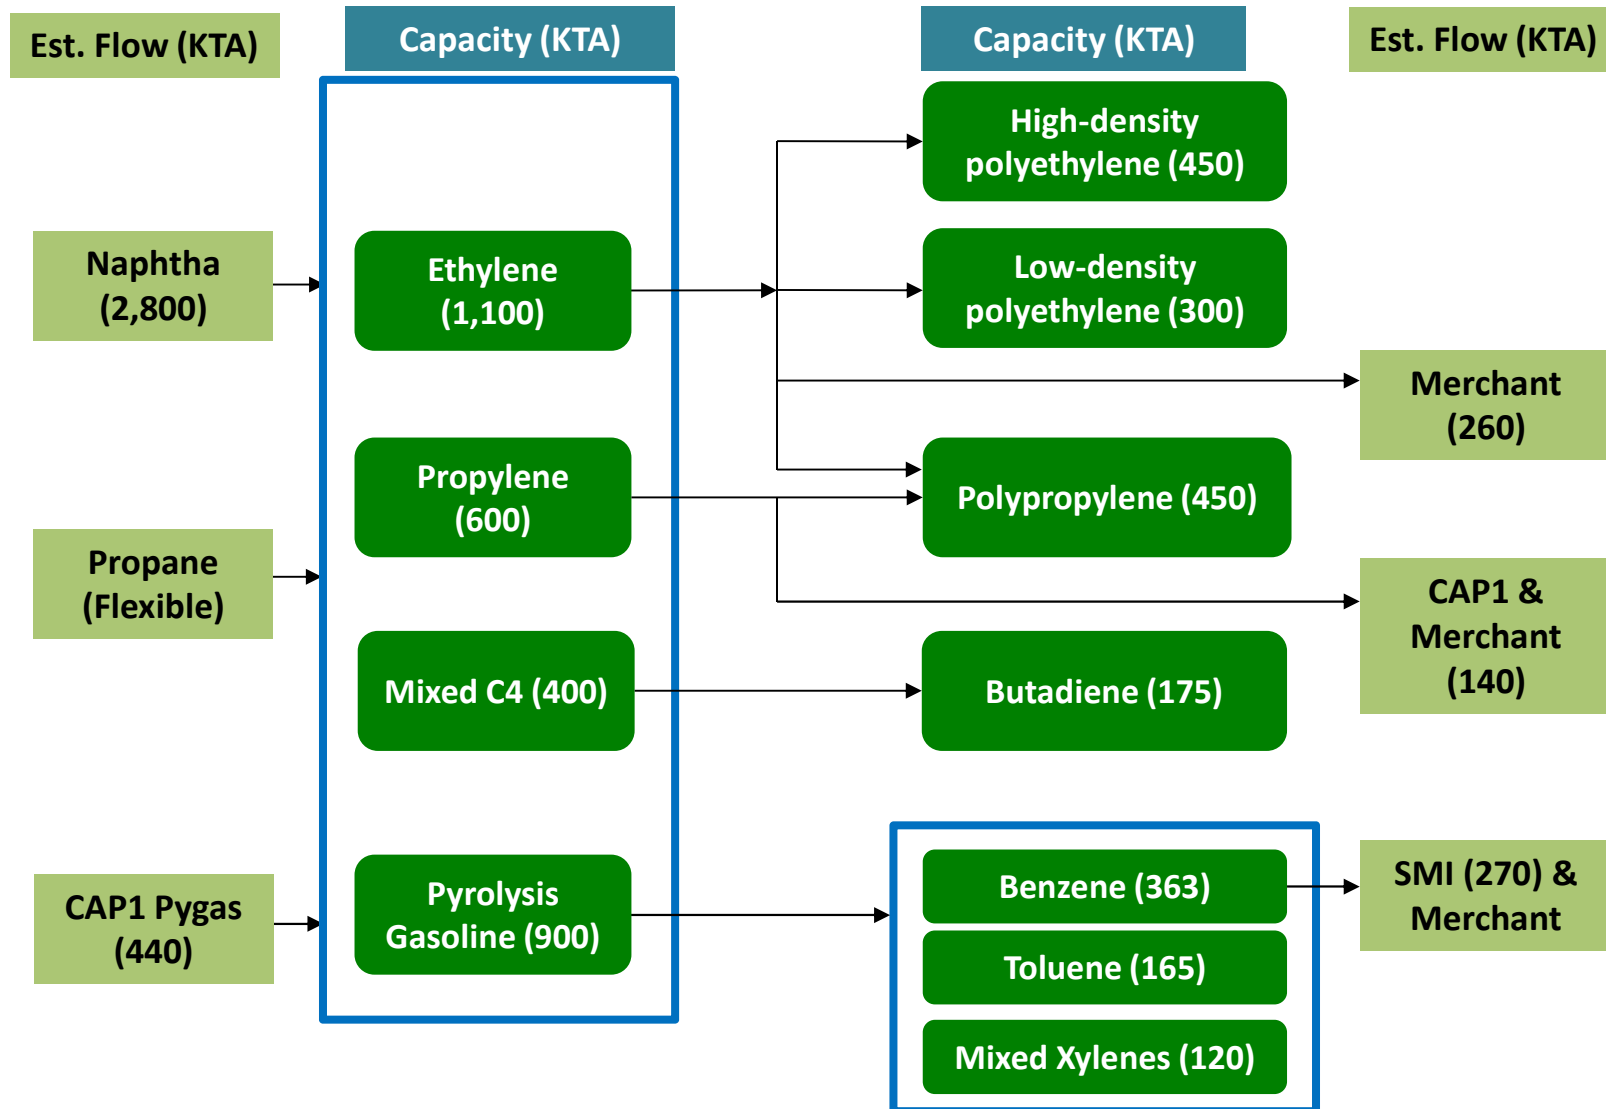 Est. Flow (KTA)
Capacity (KTA)
Capacity (KTA)
Est. Flow (KTA)
Naphtha
(2,800)
Propane
(Flexible)
CAP1 Pygas
(440)
Ethylene
(1,100)
Propylene
(600)
Mixed C4 (400)
Pyrolysis
Gasoline (900)
High-density
polyethylene (450)
Low-density
polyethylene (300)
Polypropylene (450)
Butadiene (175)
Benzene (363)
Toluene (165)
Mixed Xylenes (120)
Merchant
(260)
CAP1 &
Merchant
(140)
SMI (270) &
Merchant